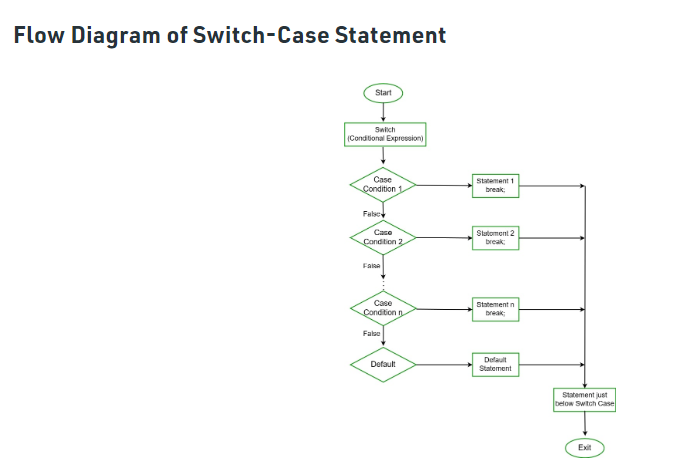 Flow Diagram of Switch-Case Statement
Start
Switch
(Conditional Expression)
Case
Condition 1
Statement 1
break;
False
Case
Condition 2
Statement 2
break;
False
Case
Condition n
Statement n
break;
False
Default
Default
Statement
Statement just
below Switch Case
Exit